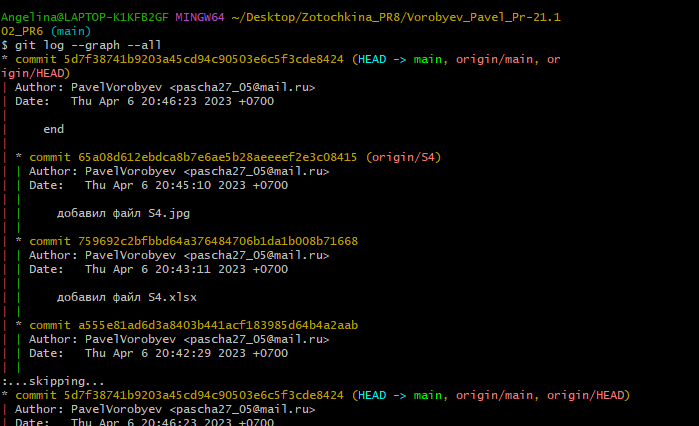 Angelina@LAPTOP-K1KFB2GF MINGW64 ~/Desktop/Zotochkina_PR8/Vorobyev_Pavel_Pr-21.1
02_PR6 (main)
$ git log --graph --all
* commit 5d7f38741b9203a45cd94c90503e6c5f3cde8424 (HEAD -> main, origin/main, or
igin/HEAD)
| Author: PavelVorobyev <pascha27_05@mail.ru>
| Date:   Thu Apr 6 20:46:23 2023 +0700
|
|     end
|
| * commit 65a08d612ebdca8b7e6ae5b28aeeeef2e3c08415 (origin/S4)
| | Author: PavelVorobyev <pascha27_05@mail.ru>
| | Date:   Thu Apr 6 20:45:10 2023 +0700
| |
| |     добавил файл S4.jpg
| |
| * commit 759692c2bfbbd64a376484706b1da1b008b71668
| | Author: PavelVorobyev <pascha27_05@mail.ru>
| | Date:   Thu Apr 6 20:43:11 2023 +0700
| |
| |     добавил файл S4.xlsx
| |
| * commit a555e81ad6d3a8403b441acf183985d64b4a2aab
| | Author: PavelVorobyev <pascha27_05@mail.ru>
| | Date:   Thu Apr 6 20:42:29 2023 +0700
| |
:...skipping...
* commit 5d7f38741b9203a45cd94c90503e6c5f3cde8424 (HEAD -> main, origin/main, origin/HEAD)
| Author: PavelVorobyev <pascha27_05@mail.ru>
| Date:   Thu Apr 6 20:46:23 2023 +0700